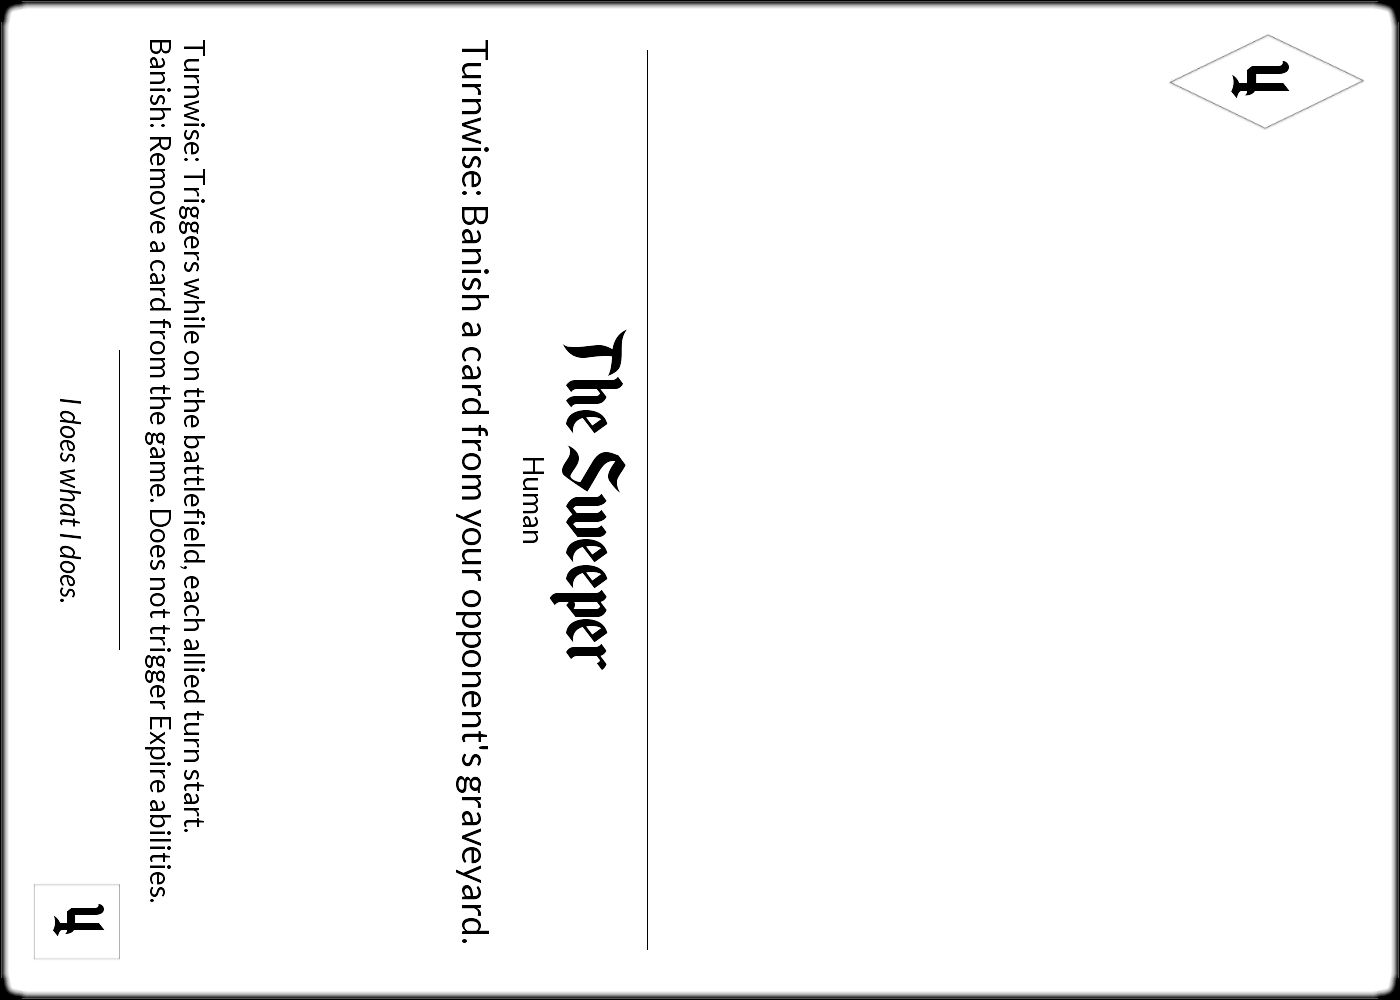 4
The Sweeper
Human
Turnwise: Banish a card from your opponent's graveyard.
Turnwise: Triggers while on the battlefield, each allied turn start.
Banish: Remove a card from the game. Does not trigger Expire abilities.
I does what I does.
4